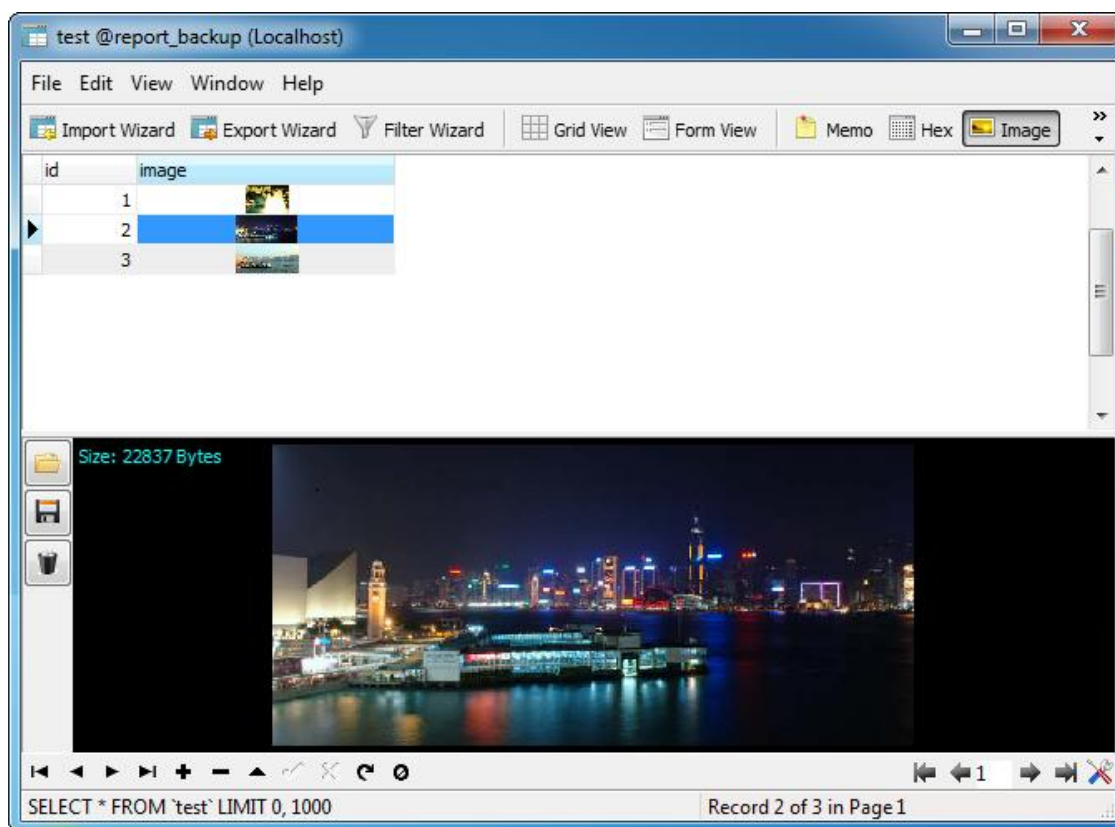 test @report_backup (Localhost)
File Edit View Window Help
Import Wizard Export Wizard Filter Wizard Grid View Form View Memo Hex Image
id image
1
2
3
Size: 22837 Bytes
1
SELECT * FROM `test` LIMIT 0, 1000 Record 2 of 3 in Page 1